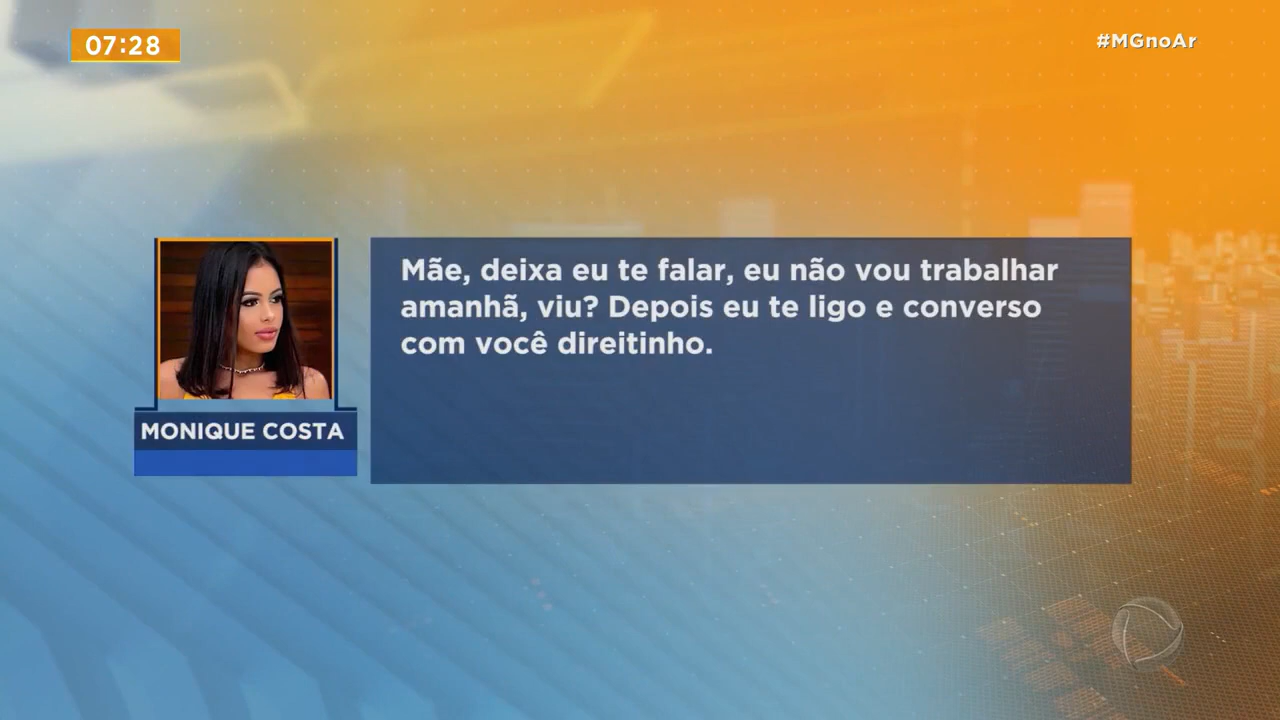 07:28
#MGnoAr
Mãe, deixa eu te falar, eu não vou trabalhar
amanhã, viu? Depois eu te ligo e converso
com você direitinho.
MONIQUE COSTA